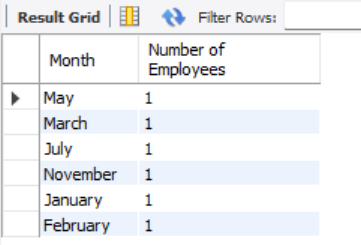 Result Grid Filter Rows:
Month Number of
Employees
May 1
March 1
July 1
November 1
January 1
February 1